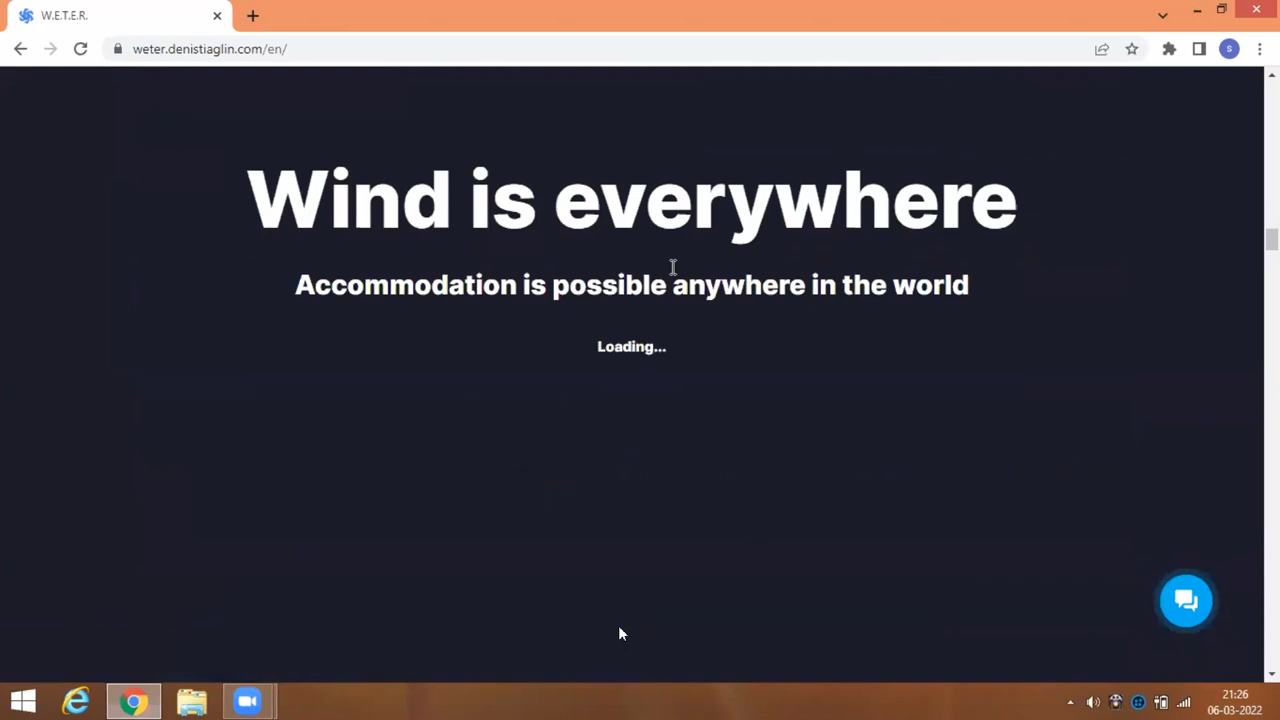 W.E.T.E.R.
weter.denistiaglin.com/en/
S
Wind is everywhere
Accommodation is possible anywhere in the world
Loading...
21:26
06-03-2022